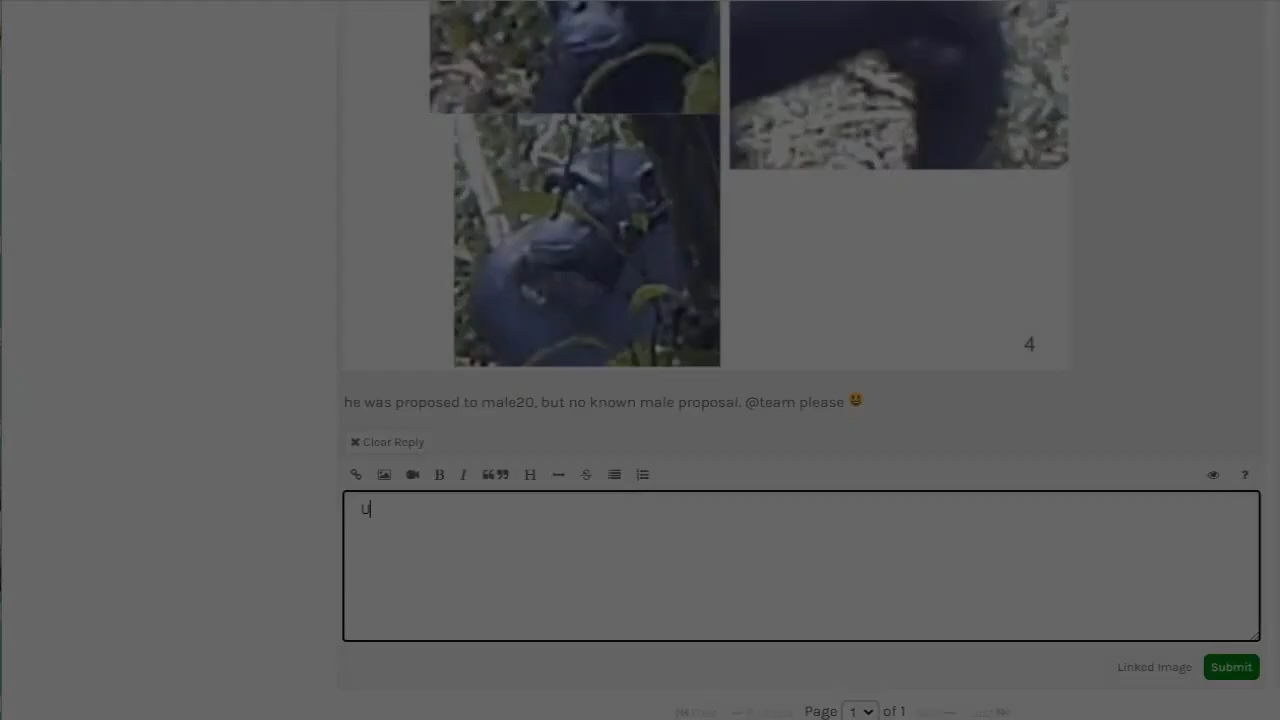 4
he was proposed to male20, but no known male proposal. @team please 😃
✖ Clear Reply
B I H S ?
U
Linked Image Submit
Page 1 of 1